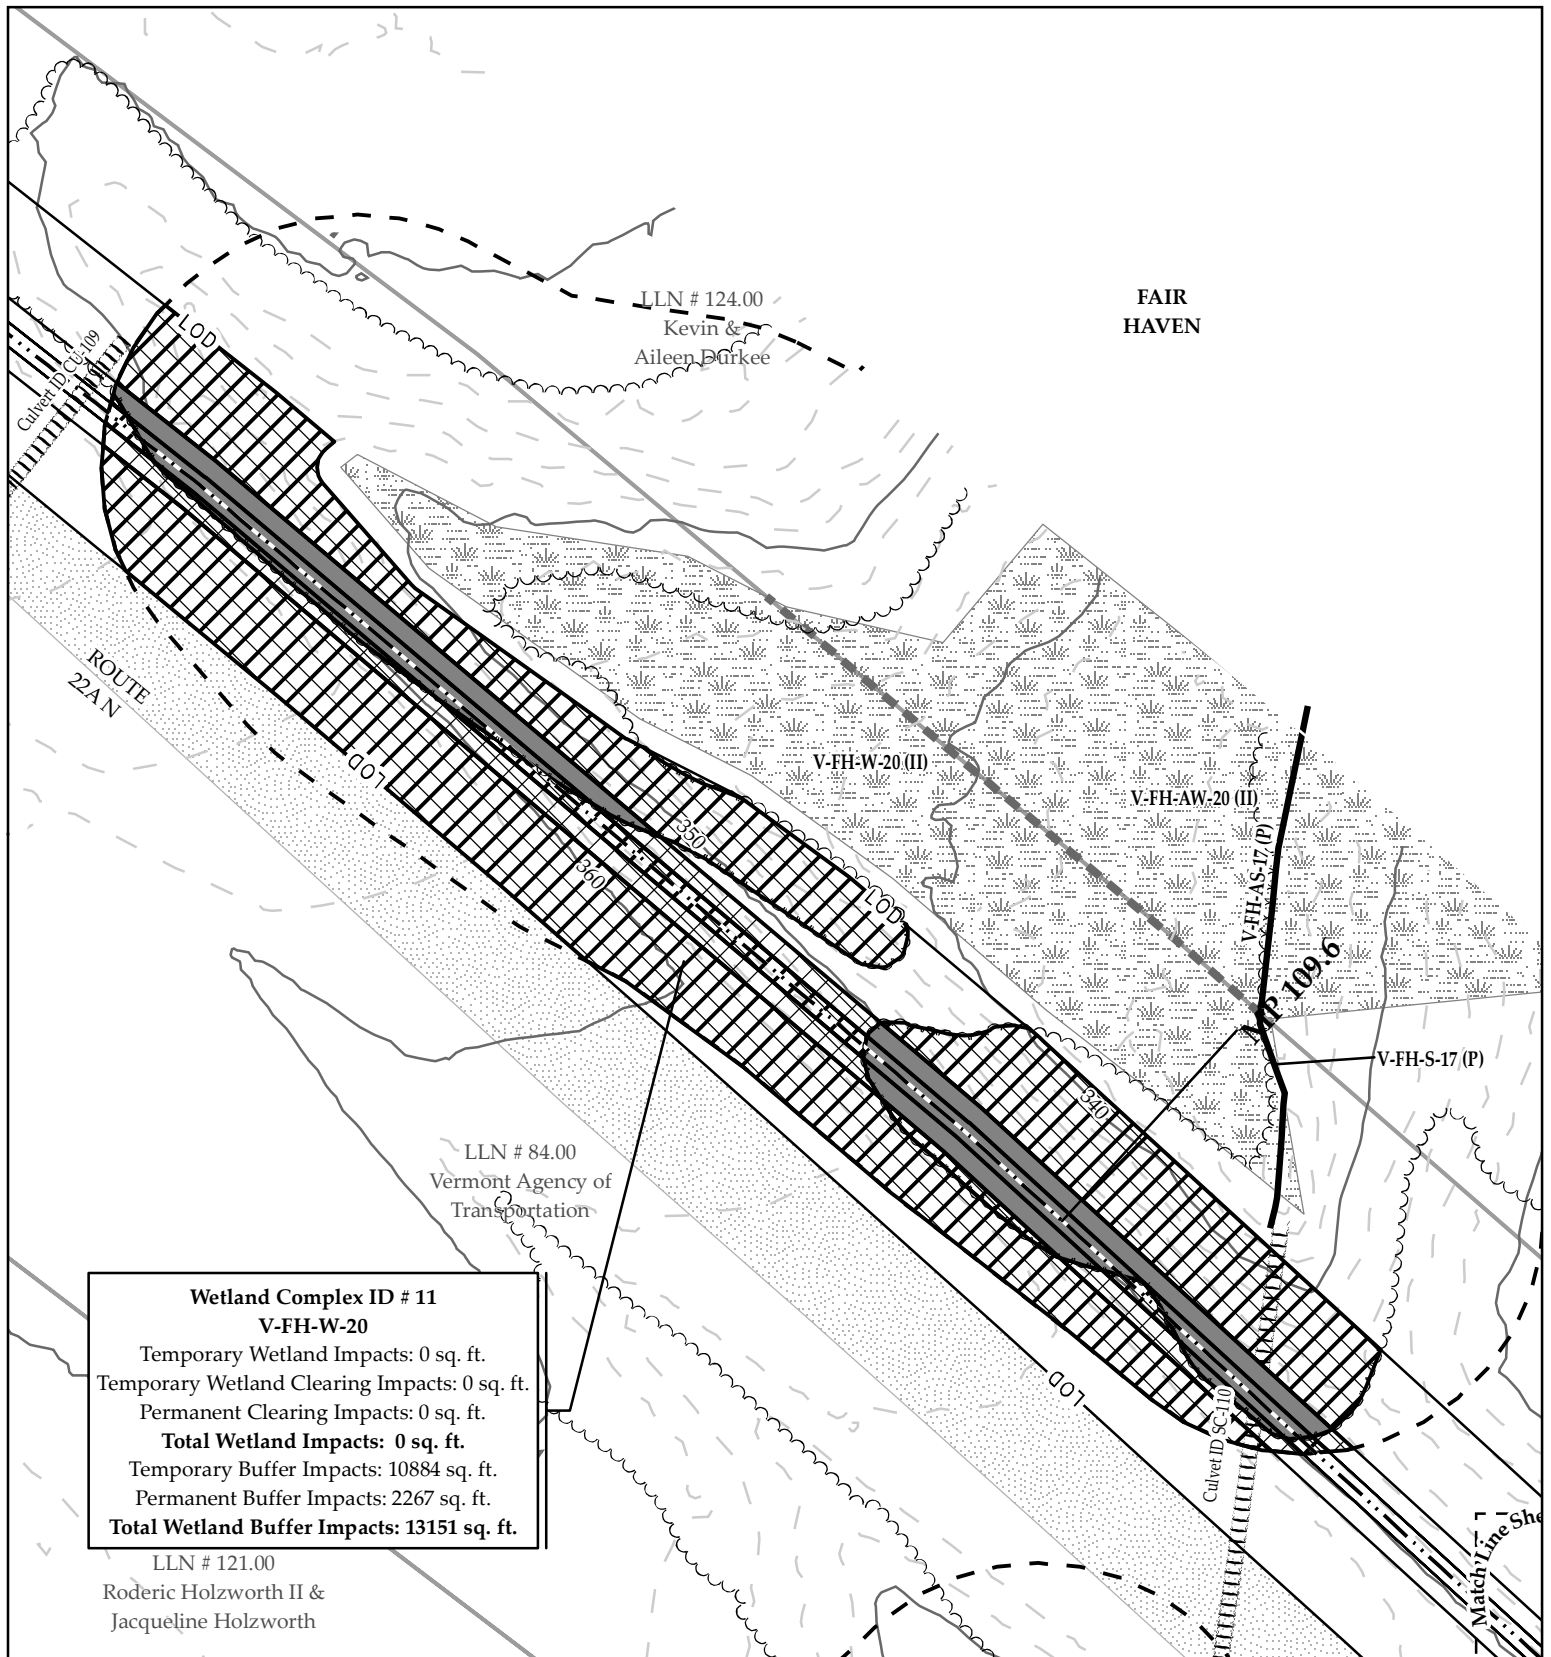 FAIR
HAVEN
LLN # 124.00
Kevin &
Aileen Durkee
LOD
Culvert ID CU-109
ROUTE
22A N
LOD
V-FH-W-20 (II)
V-FH-AW-20 (II)
V-FH-AS-17 (P)
350
360
LOD
MP 109.6
V-FH-S-17 (P)
340
LLN # 84.00
Vermont Agency of
Transportation
Wetland Complex ID # 11
V-FH-W-20
Temporary Wetland Impacts: 0 sq. ft.
Temporary Wetland Clearing Impacts: 0 sq. ft.
Permanent Clearing Impacts: 0 sq. ft.
Total Wetland Impacts: 0 sq. ft.
Temporary Buffer Impacts: 10884 sq. ft.
Permanent Buffer Impacts: 2267 sq. ft.
Total Wetland Buffer Impacts: 13151 sq. ft.
LOD
Culvet ID SC-110
Match Line She
LLN # 121.00
Roderic Holzworth II &
Jacqueline Holzworth